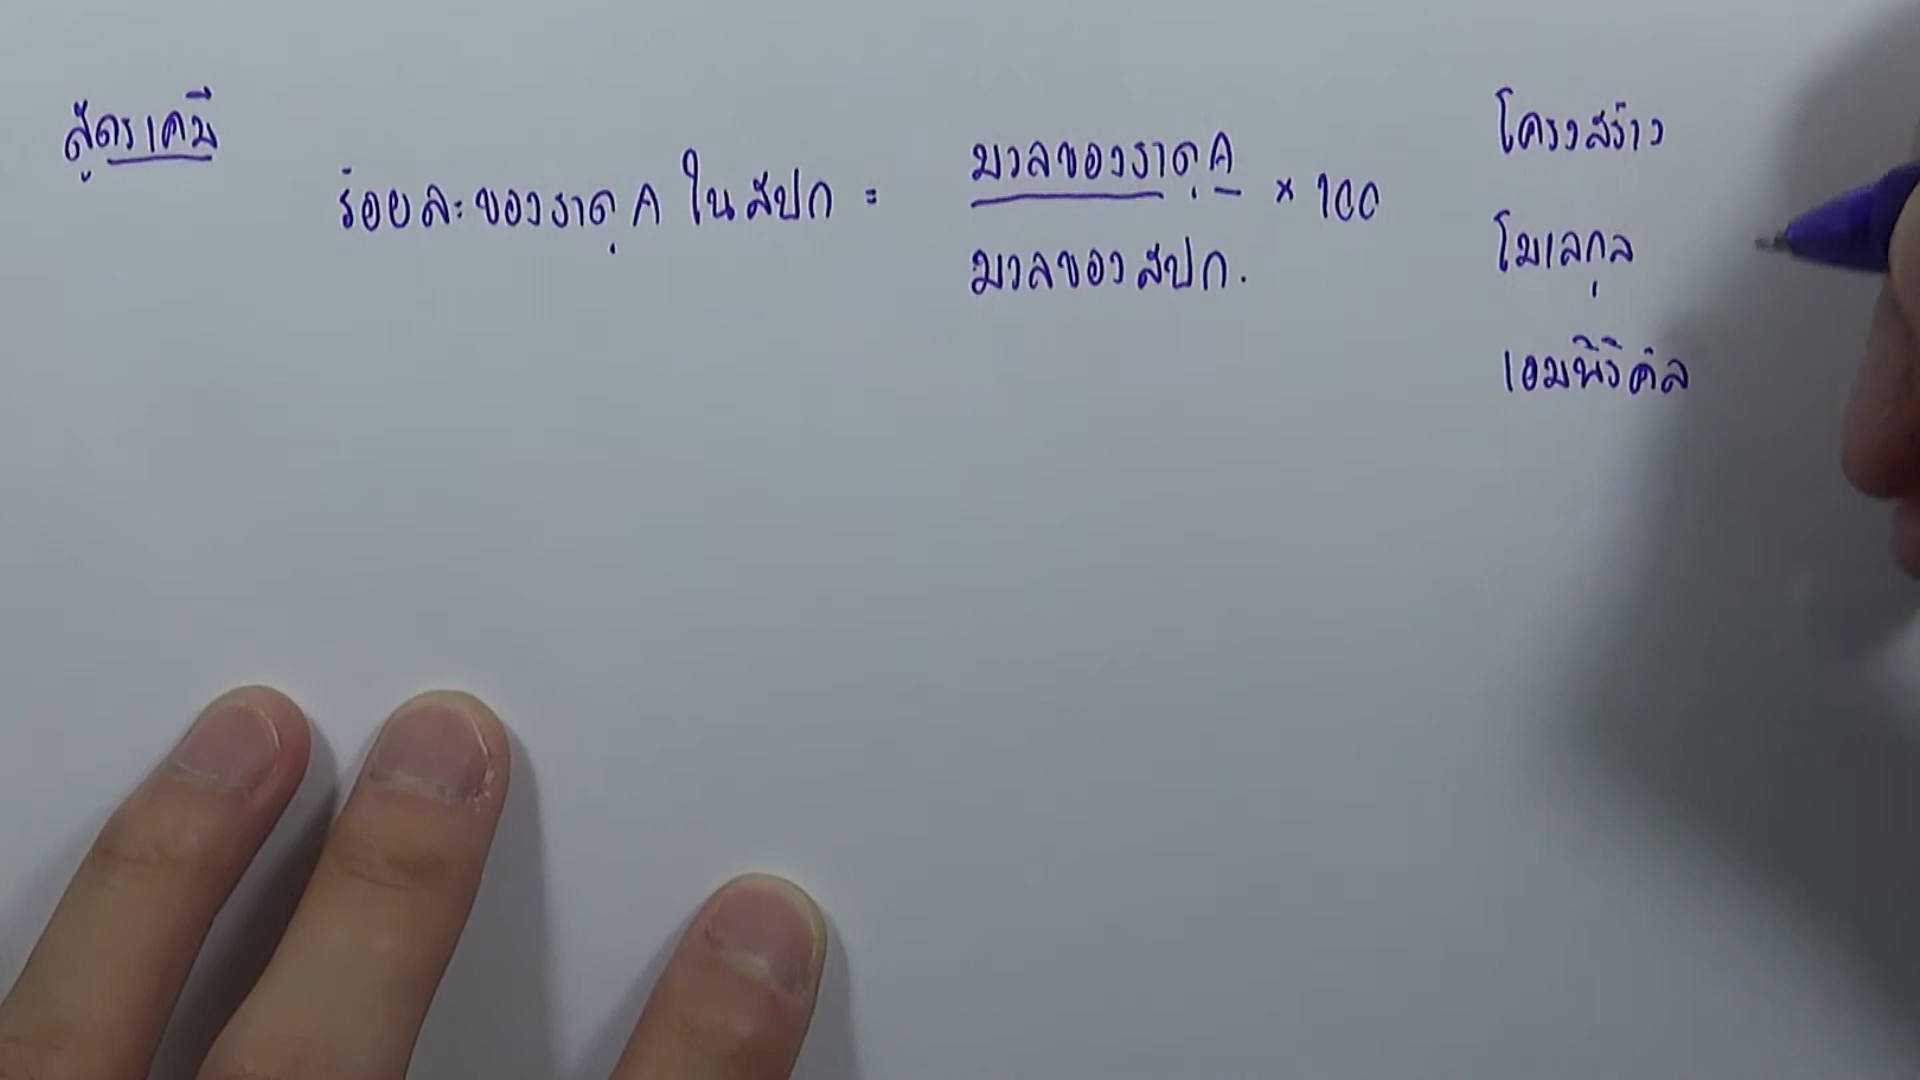 สูตรเคมี
ร้อยละของธาตุ A ในสปก = มวลของธาตุ A × 100
มวลของสปก.
โครงสร้าง
โมเลกุล
เอมพิริคัล